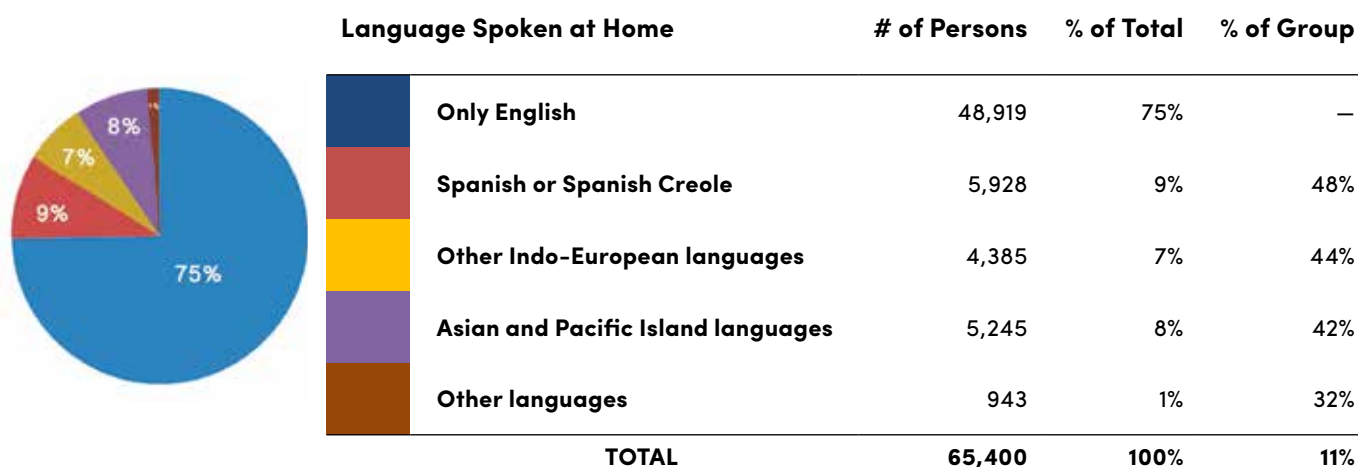 Language Spoken at Home # of Persons % of Total % of Group
Only English 48,919 75% —
Spanish or Spanish Creole 5,928 9% 48%
Other Indo-European languages 4,385 7% 44%
Asian and Pacific Island languages 5,245 8% 42%
Other languages 943 1% 32%
TOTAL 65,400 100% 11%
8%
7%
9%
75%